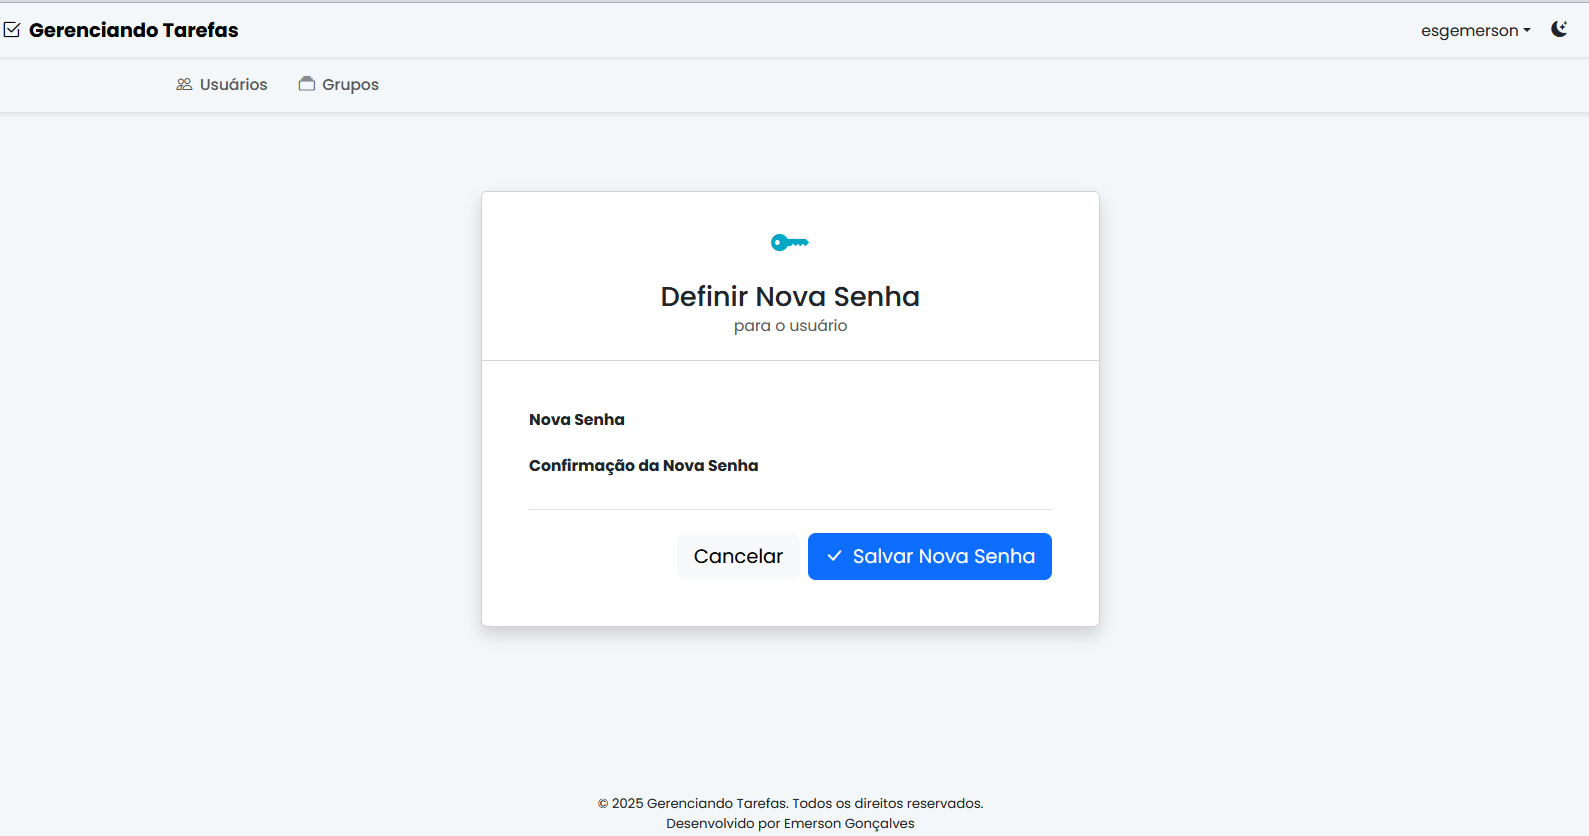 Gerenciando Tarefas
esgemerson
Usuários Grupos
Definir Nova Senha
para o usuário
Nova Senha
Confirmação da Nova Senha
Cancelar Salvar Nova Senha
© 2025 Gerenciando Tarefas. Todos os direitos reservados.
Desenvolvido por Emerson Gonçalves